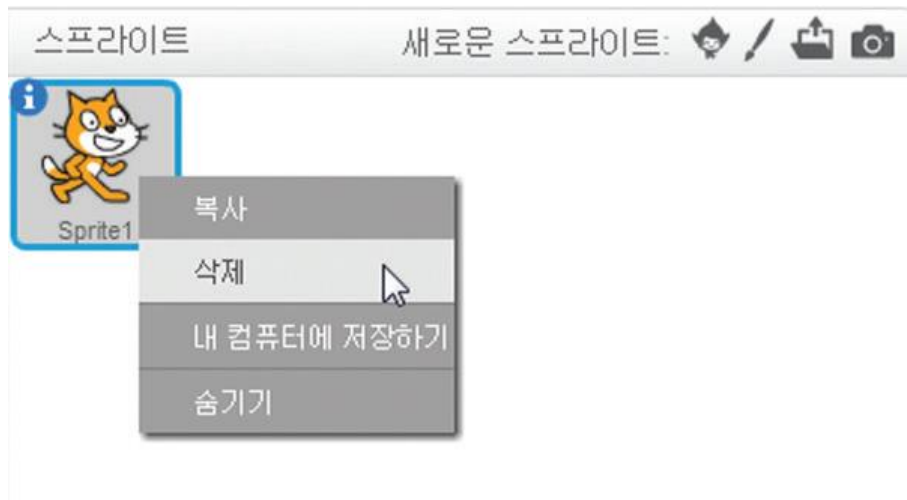 스프라이트 새로운 스프라이트:
Sprite1
복사
삭제
내 컴퓨터에 저장하기
숨기기